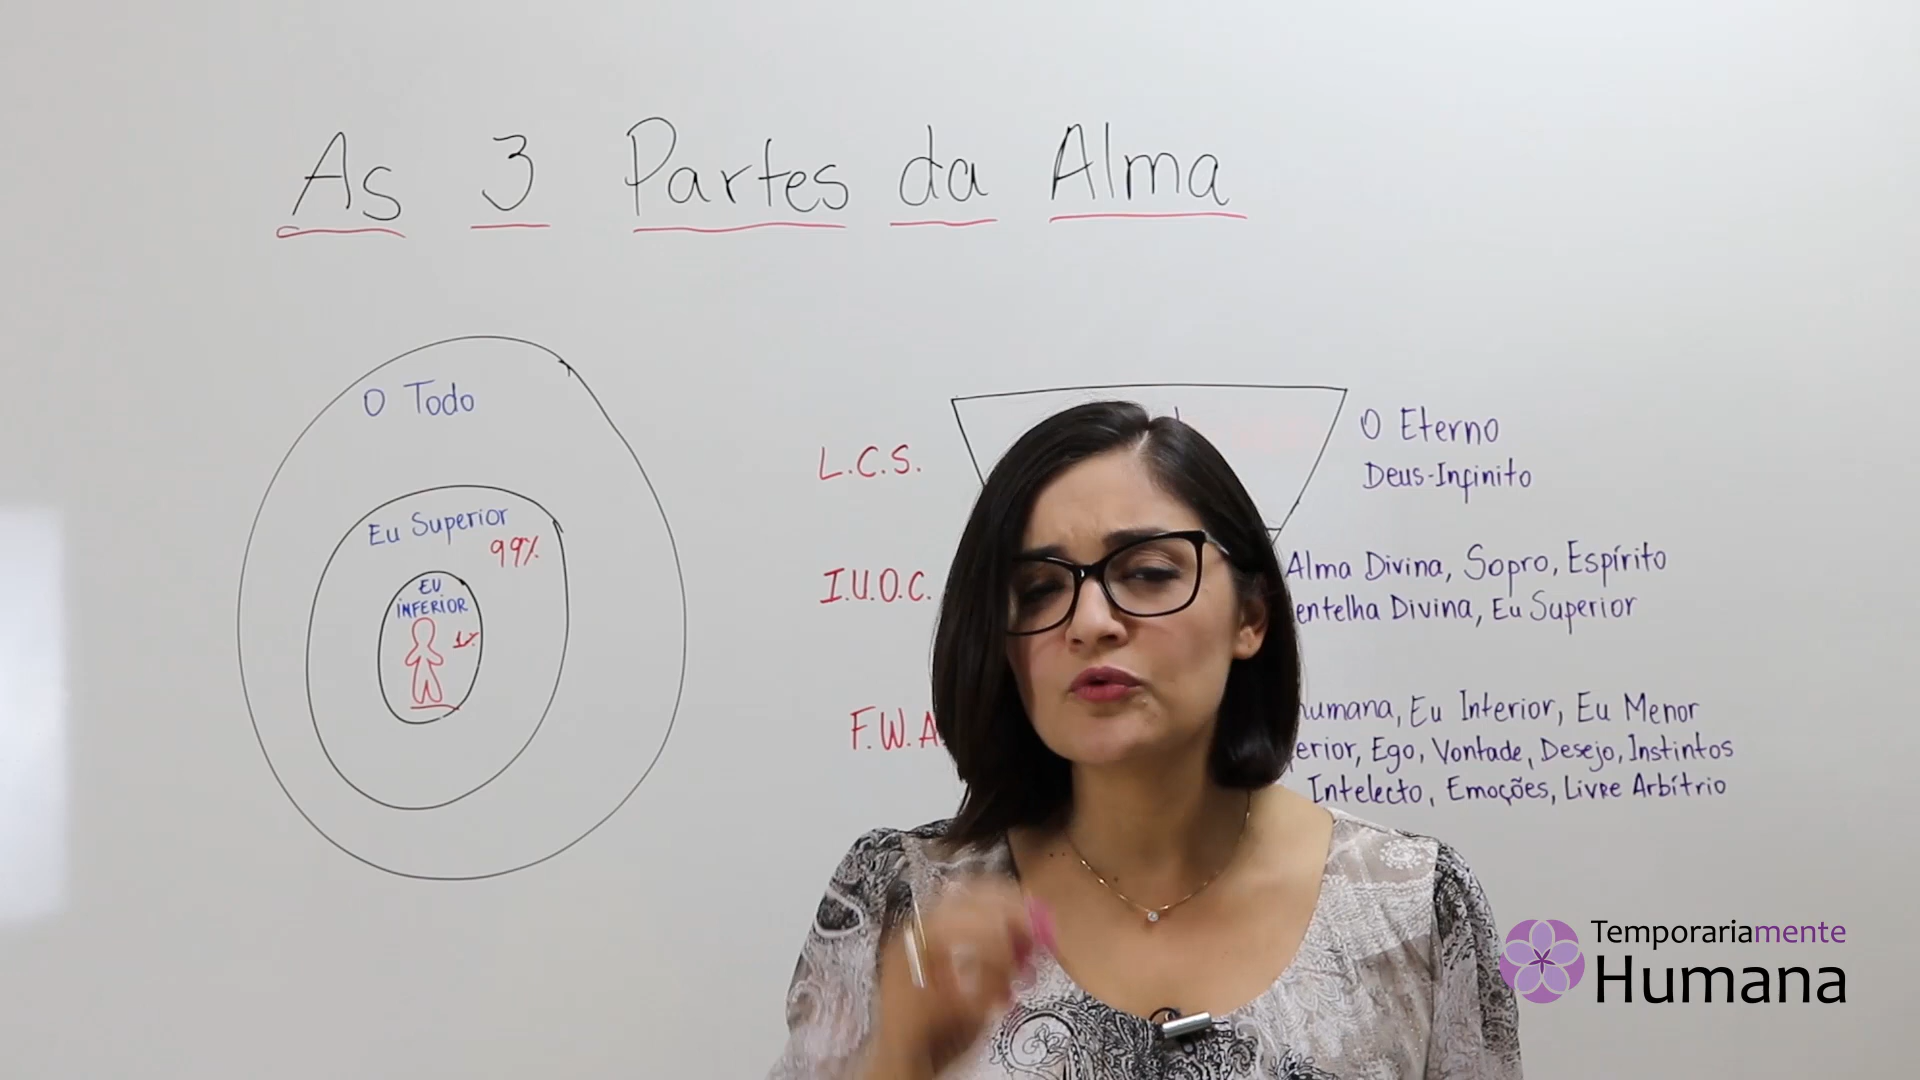 As 3 Partes da Alma
O Todo
Eu Superior
99%
EU
INFERIOR
1%
L.C.S.
O Eterno
Deus-Infinito
I.U.O.C.
Alma Divina, Sopro, Espírito
entelha Divina, Eu Superior
F.W.A.
humana, Eu Interior, Eu Menor
erior, Ego, Vontade, Desejo, Instintos
Intelecto, Emoções, Livre Arbítrio
Temporariamente
Humana